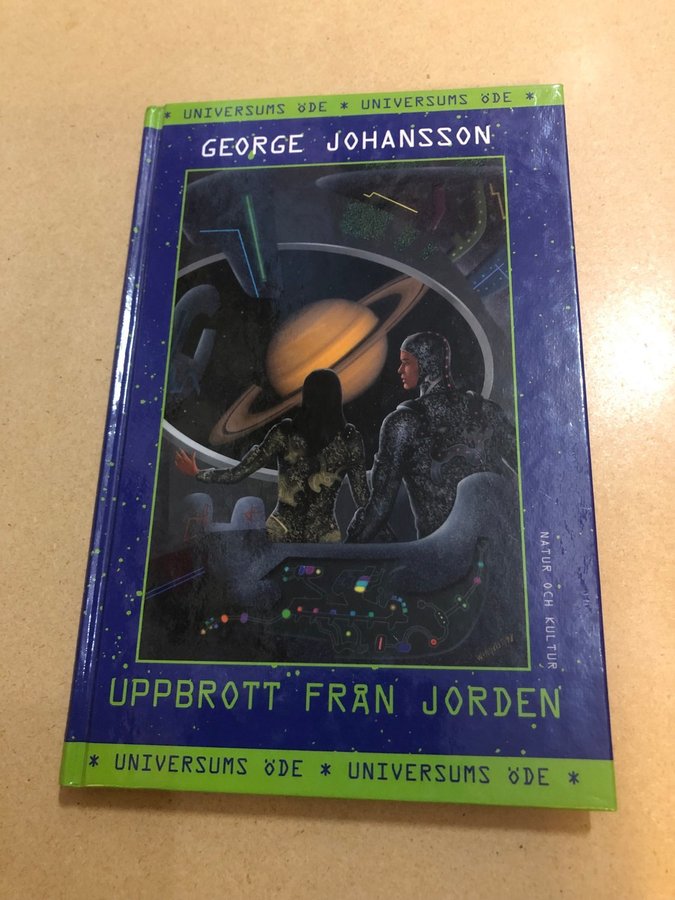 * UNIVERSUMS ÖDE * UNIVERSUMS ÖDE *
GEORGE JOHANSSON
NATUR OCH KULTUR
UPPBROTT FRÅN JORDEN
* UNIVERSUMS ÖDE * UNIVERSUMS ÖDE *